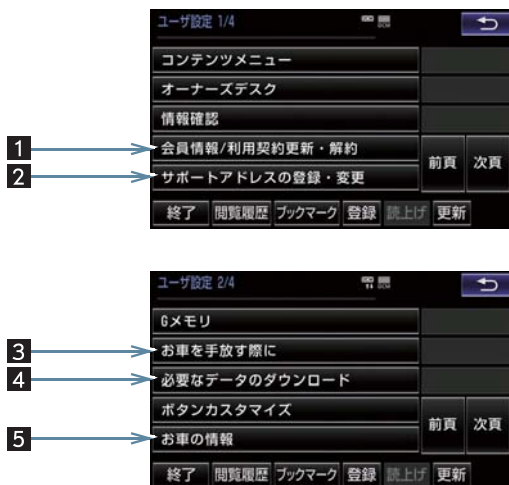 ユーザ設定 1/4
コンテンツメニュー
オーナーズデスク
情報確認
1 会員情報/利用契約更新・解約
2 サポートアドレスの登録・変更
前頁 次頁
終了 閲覧履歴 ブックマーク 登録 読上げ 更新
ユーザ設定 2/4
Gメモリ
3 お車を手放す際に
4 必要なデータのダウンロード
ボタンカスタマイズ
5 お車の情報
前頁 次頁
終了 閲覧履歴 ブックマーク 登録 読上げ 更新